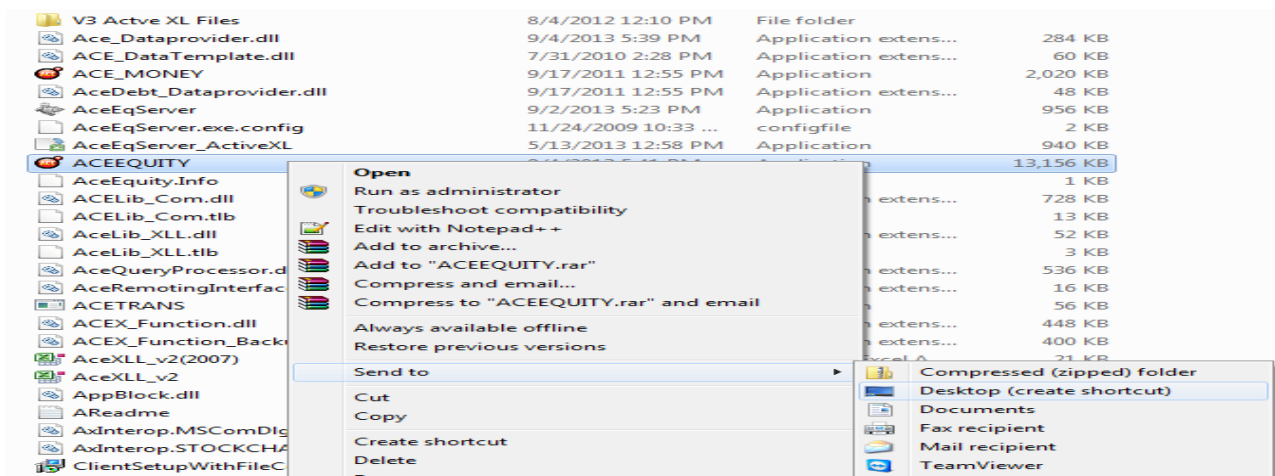 V3 Actve XL Files 8/4/2012 12:10 PM File folder
Ace_Dataprovider.dll 9/4/2013 5:39 PM Application extens... 284 KB
ACE_DataTemplate.dll 7/31/2010 2:28 PM Application extens... 60 KB
ACE_MONEY 9/17/2011 12:55 PM Application 2,020 KB
AceDebt_Dataprovider.dll 9/17/2011 12:55 PM Application extens... 48 KB
AceEqServer 9/2/2013 5:23 PM Application 956 KB
AceEqServer.exe.config 11/24/2009 10:33 ... configfile 2 KB
AceEqServer_ActiveXL 5/13/2013 12:58 PM Application 940 KB
ACEEQUITY 13,156 KB
AceEquity.Info 1 KB
ACELib_Com.dll extens... 728 KB
ACELib_Com.tlb 13 KB
AceLib_XLL.dll extens... 52 KB
AceLib_XLL.tlb 3 KB
AceQueryProcessor.d extens... 536 KB
AceRemotingInterfac extens... 16 KB
ACETRANS 56 KB
ACEX_Function.dll extens... 448 KB
ACEX_Function_Back extens... 400 KB
AceXLL_v2(2007) 21 KB
AceXLL_v2
AppBlock.dll
AReadme
AxInterop.MSComDlg
AxInterop.STOCKCHA
ClientSetupWithFileC
Open
Run as administrator
Troubleshoot compatibility
Edit with Notepad++
Add to archive...
Add to "ACEEQUITY.rar"
Compress and email...
Compress to "ACEEQUITY.rar" and email
Always available offline
Restore previous versions
Send to
Cut
Copy
Create shortcut
Delete
Compressed (zipped) folder
Desktop (create shortcut)
Documents
Fax recipient
Mail recipient
TeamViewer